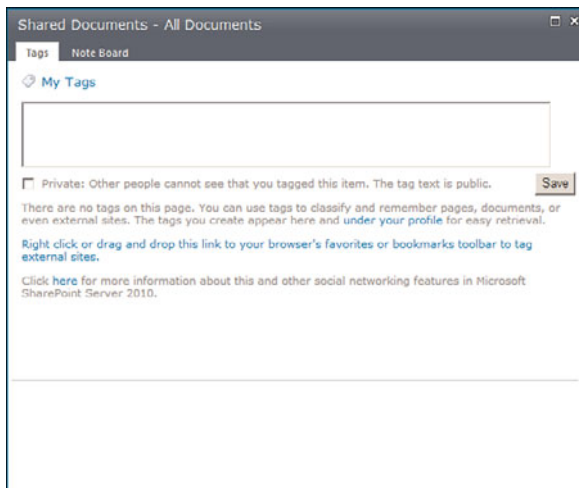 Shared Documents - All Documents
Tags Note Board
My Tags
Private: Other people cannot see that you tagged this item. The tag text is public. Save
There are no tags on this page. You can use tags to classify and remember pages, documents, or
even external sites. The tags you create appear here and under your profile for easy retrieval.
Right click or drag and drop this link to your browser's favorites or bookmarks toolbar to tag
external sites.
Click here for more information about this and other social networking features in Microsoft
SharePoint Server 2010.